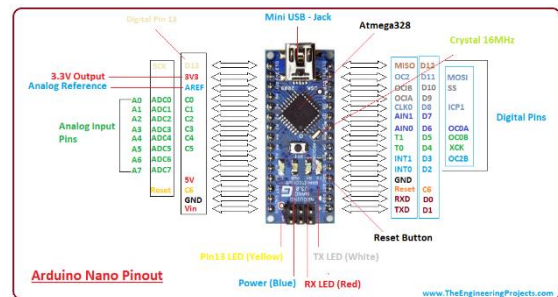 Digital Pin 13
Mini USB - Jack
Atmega328
Crystal 16MHz
3.3V Output
Analog Reference
Analog Input
Pins
SCK
ADC0
ADC1
ADC2
ADC3
ADC4
ADC5
ADC6
ADC7
Reset
A0
A1
A2
A3
A4
A5
A6
A7
D13
3V3
AREF
C0
C1
C2
C3
C4
C5
5V
C6
GND
Vin
MISO D12
OC2 D11 MOSI
OC1B D10 SS
OC1A D9
CLK0 D8 ICP1
AIN1 D7
AIN0 D6 OC0A
T1 D5 OC0B
T0 D4 XCK
INT1 D3 OC2B
INT0 D2
GND
Reset C6
RXD D0
TXD D1
Digital Pins
Reset Button
Pin13 LED (Yellow)
TX LED (White)
Power (Blue)
RX LED (Red)
Arduino Nano Pinout
www.TheEngineeringProjects.com